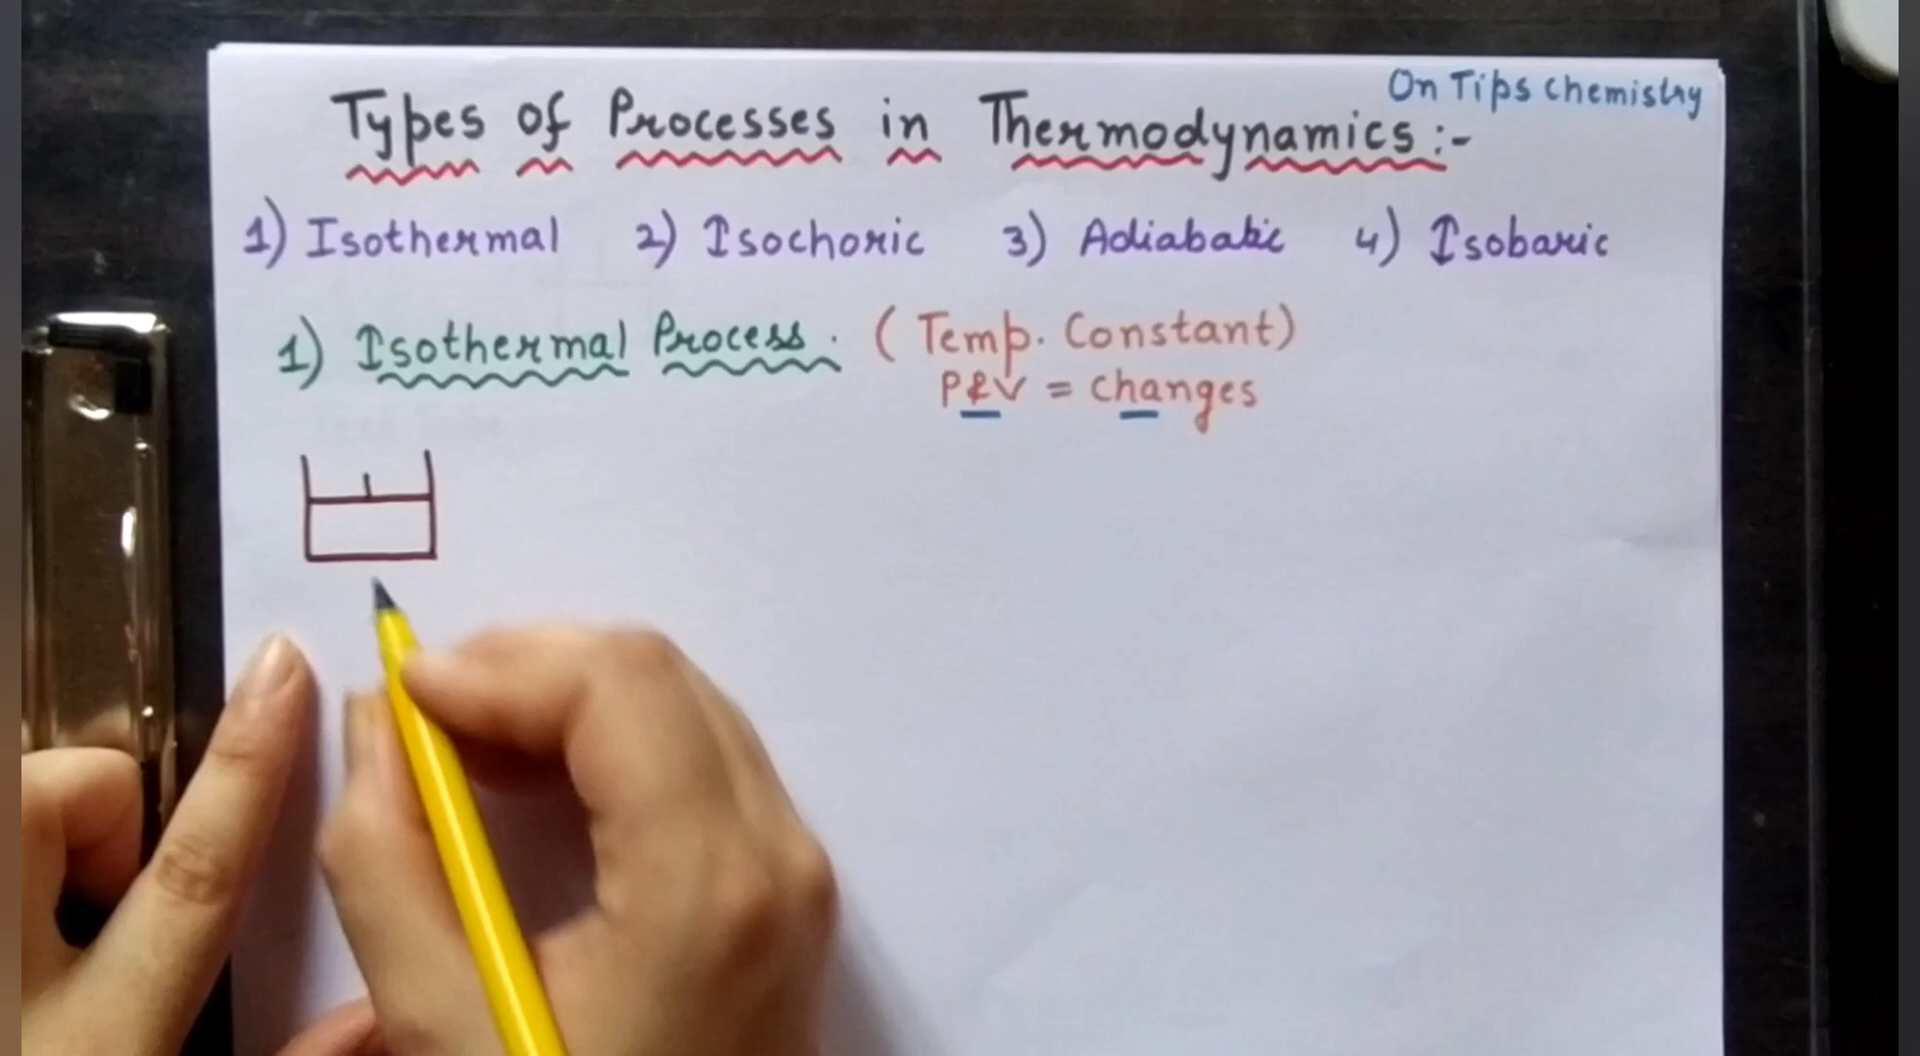 On Tips chemistry
Types of Processes in Thermodynamics:-
1) Isothermal 2) Isochoric 3) Adiabatic 4) Isobaric
1) Isothermal Process. (Temp. Constant)
P&V = changes